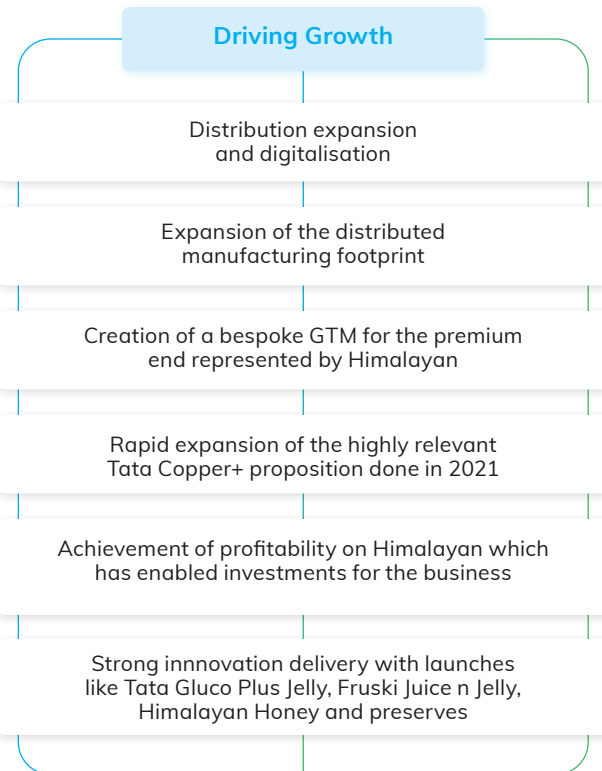 Driving Growth
Distribution expansion
and digitalisation
Expansion of the distributed
manufacturing footprint
Creation of a bespoke GTM for the premium
end represented by Himalayan
Rapid expansion of the highly relevant
Tata Copper+ proposition done in 2021
Achievement of profitability on Himalayan which
has enabled investments for the business
Strong innnovation delivery with launches
like Tata Gluco Plus Jelly, Fruski Juice n Jelly,
Himalayan Honey and preserves